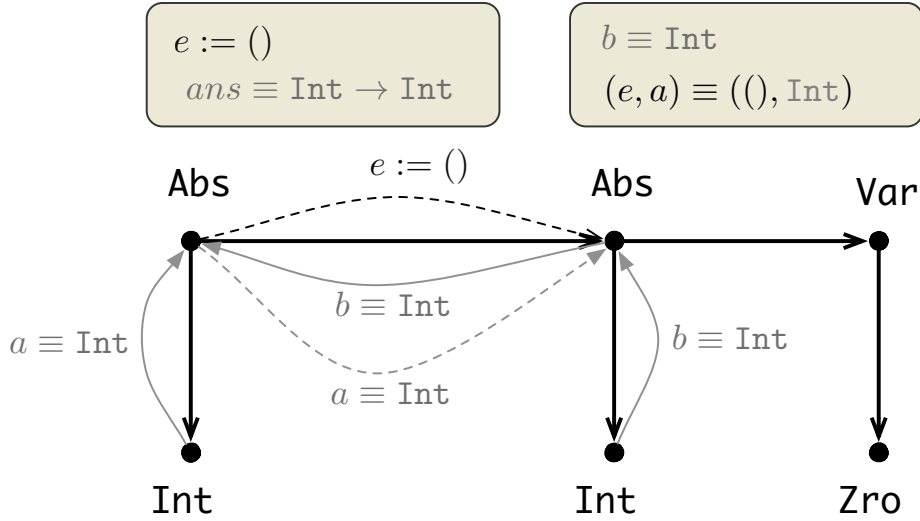 e := ()
ans ≡ Int → Int
b ≡ Int
(e, a) ≡ ((), Int)
e := ()
Abs
Abs
Var
b ≡ Int
a ≡ Int
b ≡ Int
a ≡ Int
Int
Int
Zro